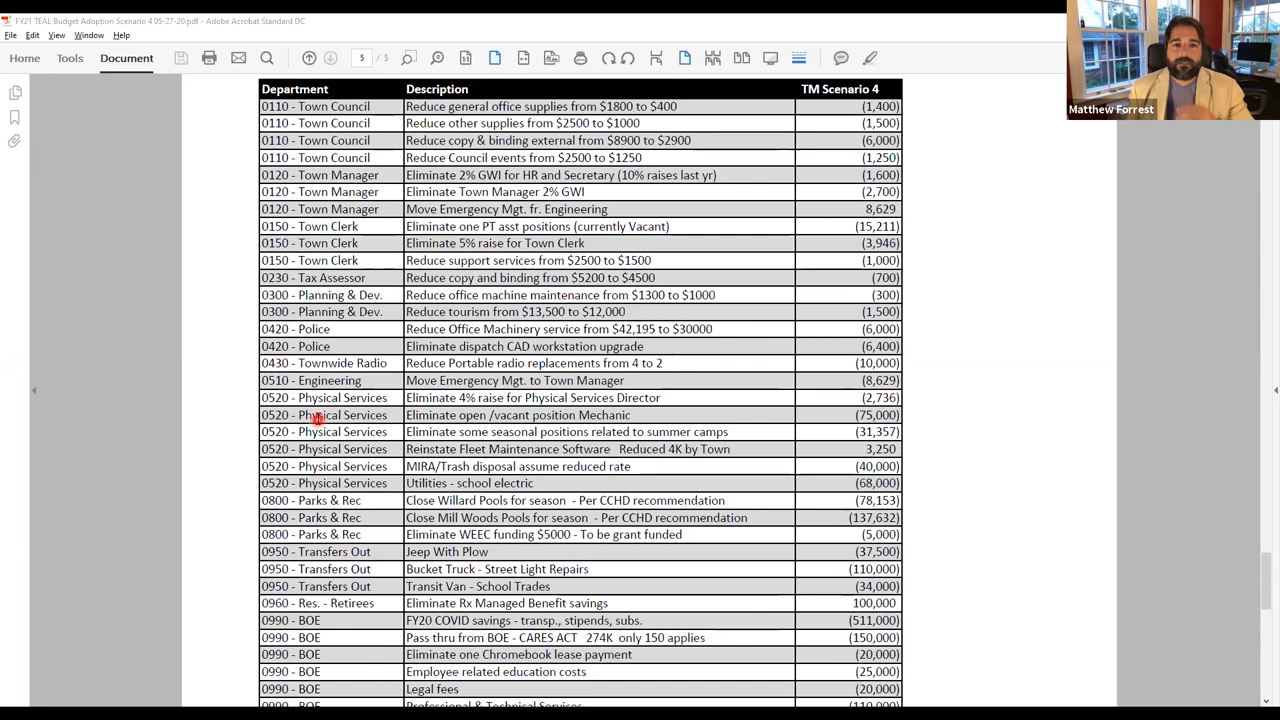 FY21 TEAL Budget Adoption Scenario 4 05-27-20.pdf - Adobe Acrobat Standard DC
File Edit View Window Help
Home Tools Document 5 / 5
Matthew Forrest
Department Description TM Scenario 4
0110 - Town Council Reduce general office supplies from $1800 to $400 (1,400)
0110 - Town Council Reduce other supplies from $2500 to $1000 (1,500)
0110 - Town Council Reduce copy & binding external from $8900 to $2900 (6,000)
0110 - Town Council Reduce Council events from $2500 to $1250 (1,250)
0120 - Town Manager Eliminate 2% GWI for HR and Secretary (10% raises last yr) (1,600)
0120 - Town Manager Eliminate Town Manager 2% GWI (2,700)
0120 - Town Manager Move Emergency Mgt. fr. Engineering 8,629
0150 - Town Clerk Eliminate one PT asst positions (currently Vacant) (15,211)
0150 - Town Clerk Eliminate 5% raise for Town Clerk (3,946)
0150 - Town Clerk Reduce support services from $2500 to $1500 (1,000)
0230 - Tax Assessor Reduce copy and binding from $5200 to $4500 (700)
0300 - Planning & Dev. Reduce office machine maintenance from $1300 to $1000 (300)
0300 - Planning & Dev. Reduce tourism from $13,500 to $12,000 (1,500)
0420 - Police Reduce Office Machinery service from $42,195 to $30000 (6,000)
0420 - Police Eliminate dispatch CAD workstation upgrade (6,400)
0430 - Townwide Radio Reduce Portable radio replacements from 4 to 2 (10,000)
0510 - Engineering Move Emergency Mgt. to Town Manager (8,629)
0520 - Physical Services Eliminate 4% raise for Physical Services Director (2,736)
0520 - Physical Services Eliminate open /vacant position Mechanic (75,000)
0520 - Physical Services Eliminate some seasonal positions related to summer camps (31,357)
0520 - Physical Services Reinstate Fleet Maintenance Software Reduced 4K by Town 3,250
0520 - Physical Services MIRA/Trash disposal assume reduced rate (40,000)
0520 - Physical Services Utilities - school electric (68,000)
0800 - Parks & Rec Close Willard Pools for season - Per CCHD recommendation (78,153)
0800 - Parks & Rec Close Mill Woods Pools for season - Per CCHD recommendation (137,632)
0800 - Parks & Rec Eliminate WEEC funding $5000 - To be grant funded (5,000)
0950 - Transfers Out Jeep With Plow (37,500)
0950 - Transfers Out Bucket Truck - Street Light Repairs (110,000)
0950 - Transfers Out Transit Van - School Trades (34,000)
0960 - Res. - Retirees Eliminate Rx Managed Benefit savings 100,000
0990 - BOE FY20 COVID savings - transp., stipends, subs. (511,000)
0990 - BOE Pass thru from BOE - CARES ACT 274K only 150 applies (150,000)
0990 - BOE Eliminate one Chromebook lease payment (20,000)
0990 - BOE Employee related education costs (25,000)
0990 - BOE Legal fees (20,000)
0990 - BOE Professional & Technical Services (110,000)